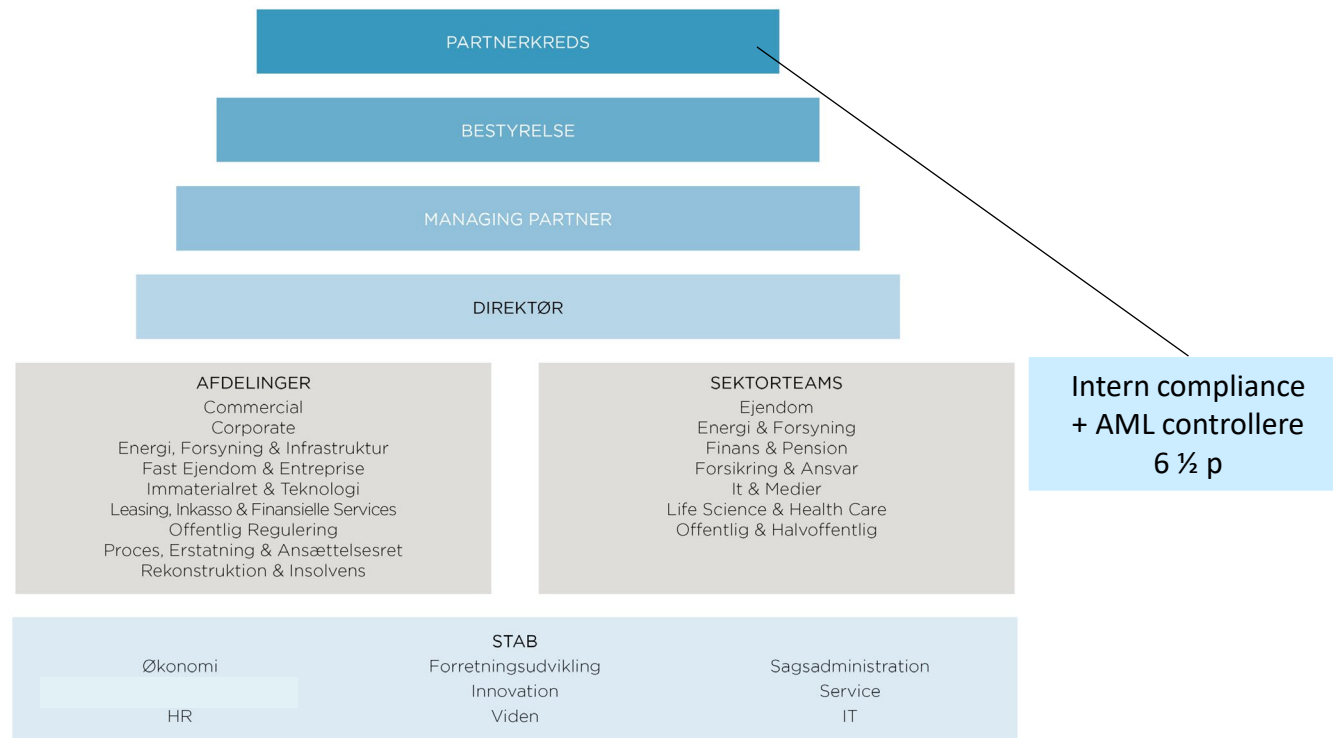 PARTNERKREDS
BESTYRELSE
MANAGING PARTNER
DIREKTØR
AFDELINGER
Commercial
Corporate
Energi, Forsyning & Infrastruktur
Fast Ejendom & Entreprise
Immaterialret & Teknologi
Leasing, Inkasso & Finansielle Services
Offentlig Regulering
Proces, Erstatning & Ansættelsesret
Rekonstruktion & Insolvens
SEKTORTEAMS
Ejendom
Energi & Forsyning
Finans & Pension
Forsikring & Ansvar
It & Medier
Life Science & Health Care
Offentlig & Halvoffentlig
Intern compliance
+ AML controllere
6 ½ p
STAB
Økonomi
HR
Forretningsudvikling
Innovation
Viden
Sagsadministration
Service
IT